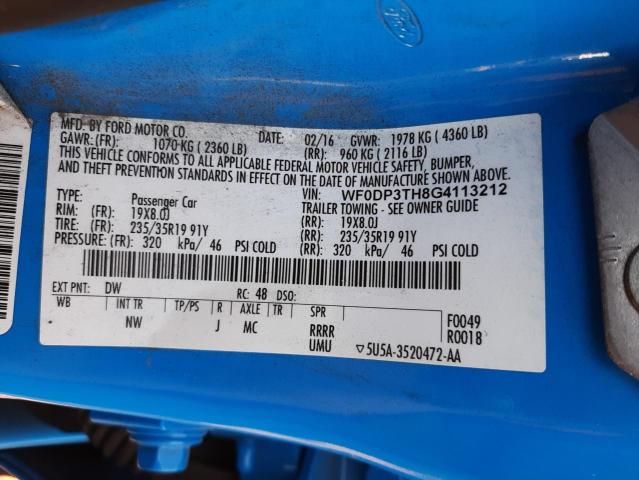 Ford
MFD. BY FORD MOTOR CO. DATE: 02/16 GVWR: 1978 KG ( 4360 LB)
GAWR: (FR): 1070 KG ( 2360 LB) (RR): 960 KG ( 2116 LB)
THIS VEHICLE CONFORMS TO ALL APPLICABLE FEDERAL MOTOR VEHICLE SAFETY, BUMPER,
AND THEFT PREVENTION STANDARDS IN EFFECT ON THE DATE OF MANUFACTURE SHOWN ABOVE.
VIN: WF0DP3TH8G4113212
TYPE: Passenger Car TRAILER TOWING - SEE OWNER GUIDE
RIM: (FR): 19X8.0J (RR): 19X8.0J
TIRE: (FR): 235/35R19 91Y (RR): 235/35R19 91Y
PRESSURE: (FR): 320 kPa/ 46 PSI COLD (RR): 320 kPa/ 46 PSI COLD
EXT PNT: DW RC: 48 DSO:
WB INT TR TP/PS R AXLE TR SPR F0049
NW J MC RRRR R0018
UMU ▽5U5A-3520472-AA